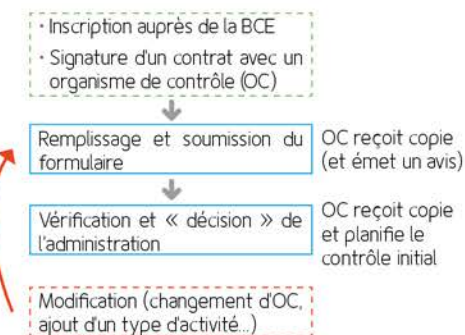 · Inscription auprès de la BCE
· Signature d'un contrat avec un
organisme de contrôle (OC)
Remplissage et soumission du
formulaire
OC reçoit copie
(et émet un avis)
Vérification et « décision » de
l'administration
OC reçoit copie
et planifie le
contrôle initial
Modification (changement d'OC,
ajout d'un type d'activité...)